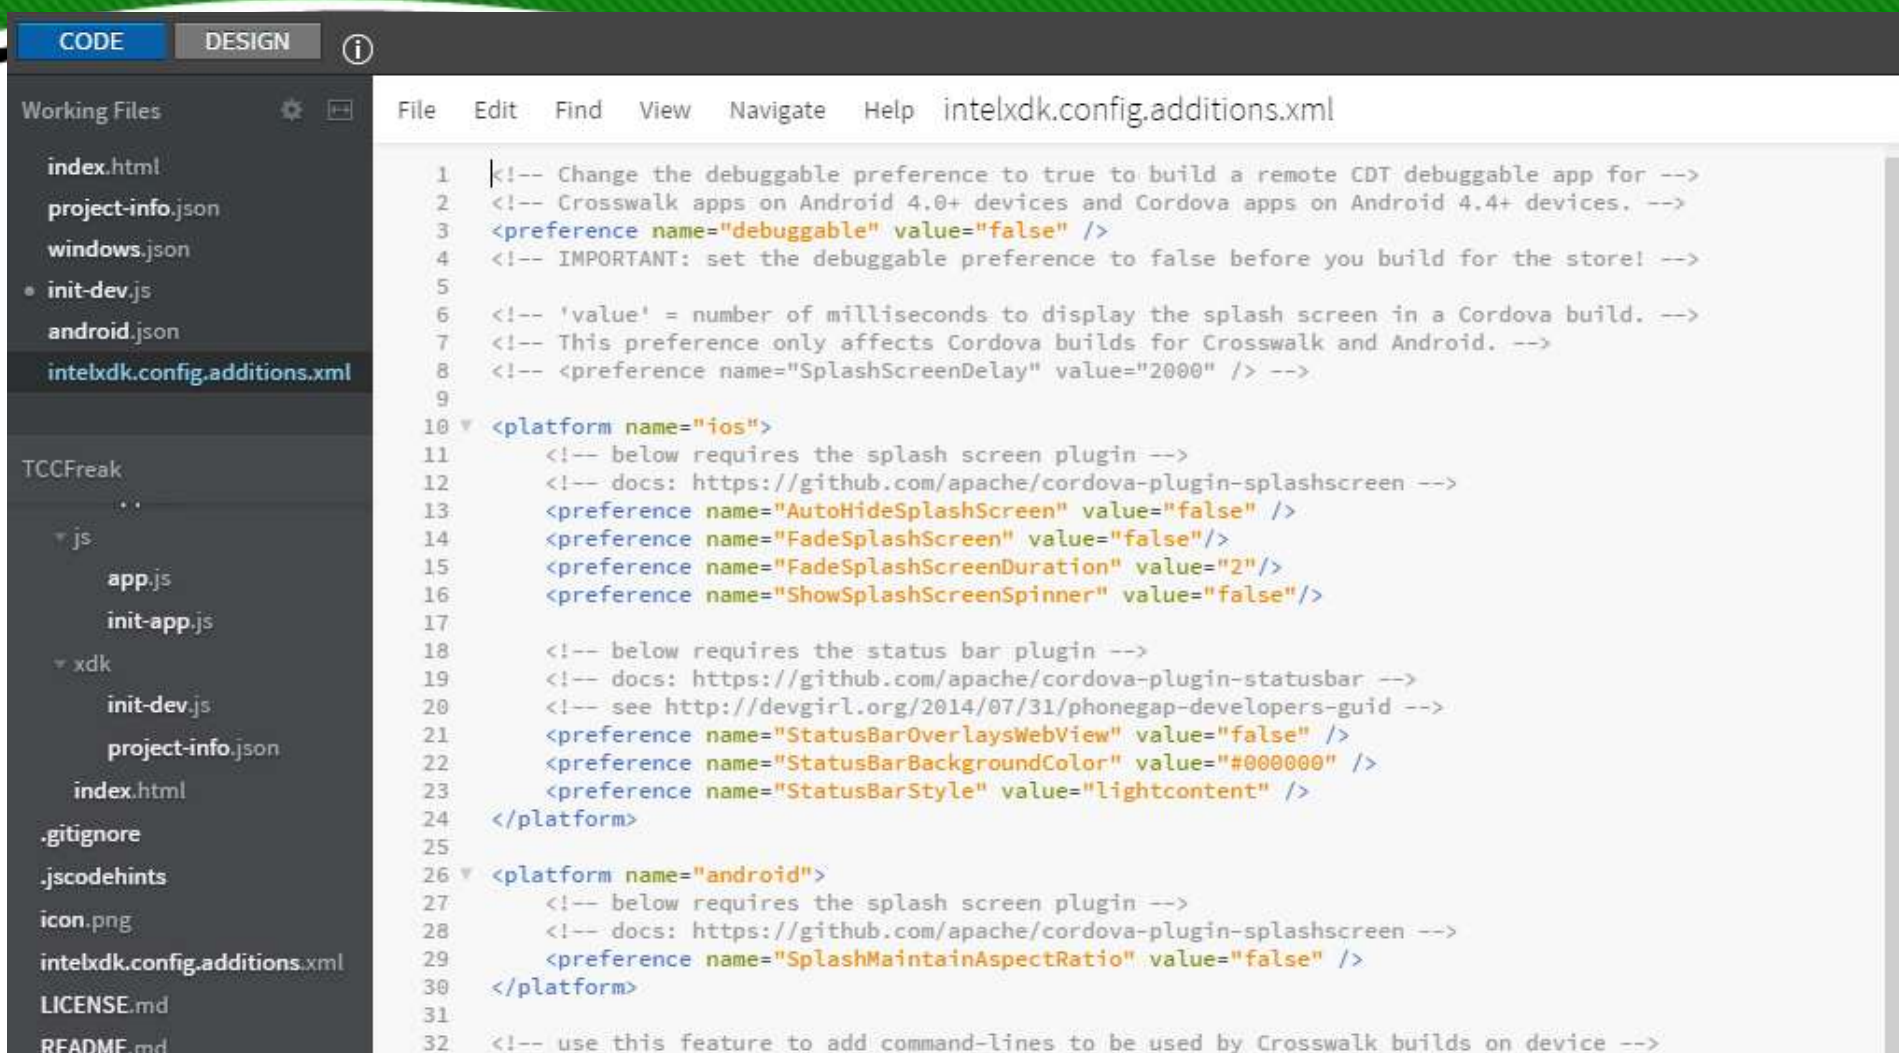 CODE DESIGN
Working Files
index.html
project-info.json
windows.json
init-dev.js
android.json
intelxdk.config.additions.xml
TCCFreak
js
app.js
init-app.js
xdk
init-dev.js
project-info.json
index.html
.gitignore
.jscodehints
icon.png
intelxdk.config.additions.xml
LICENSE.md
README.md
File Edit Find View Navigate Help intelxdk.config.additions.xml
1 <!-- Change the debuggable preference to true to build a remote CDT debuggable app for -->
2 <!-- Crosswalk apps on Android 4.0+ devices and Cordova apps on Android 4.4+ devices. -->
3 <preference name="debuggable" value="false" />
4 <!-- IMPORTANT: set the debuggable preference to false before you build for the store! -->
5
6 <!-- 'value' = number of milliseconds to display the splash screen in a Cordova build. -->
7 <!-- This preference only affects Cordova builds for Crosswalk and Android. -->
8 <!-- <preference name="SplashScreenDelay" value="2000" /> -->
9
10 <platform name="ios">
11 <!-- below requires the splash screen plugin -->
12 <!-- docs: https://github.com/apache/cordova-plugin-splashscreen -->
13 <preference name="AutoHideSplashScreen" value="false" />
14 <preference name="FadeSplashScreen" value="false"/>
15 <preference name="FadeSplashScreenDuration" value="2"/>
16 <preference name="ShowSplashScreenSpinner" value="false"/>
17
18 <!-- below requires the status bar plugin -->
19 <!-- docs: https://github.com/apache/cordova-plugin-statusbar -->
20 <!-- see http://devgirl.org/2014/07/31/phonegap-developers-guid -->
21 <preference name="StatusBarOverlaysWebView" value="false" />
22 <preference name="StatusBarBackgroundColor" value="#000000" />
23 <preference name="StatusBarStyle" value="lightcontent" />
24 </platform>
25
26 <platform name="android">
27 <!-- below requires the splash screen plugin -->
28 <!-- docs: https://github.com/apache/cordova-plugin-splashscreen -->
29 <preference name="SplashMaintainAspectRatio" value="false" />
30 </platform>
31
32 <!-- use this feature to add command-lines to be used by Crosswalk builds on device -->